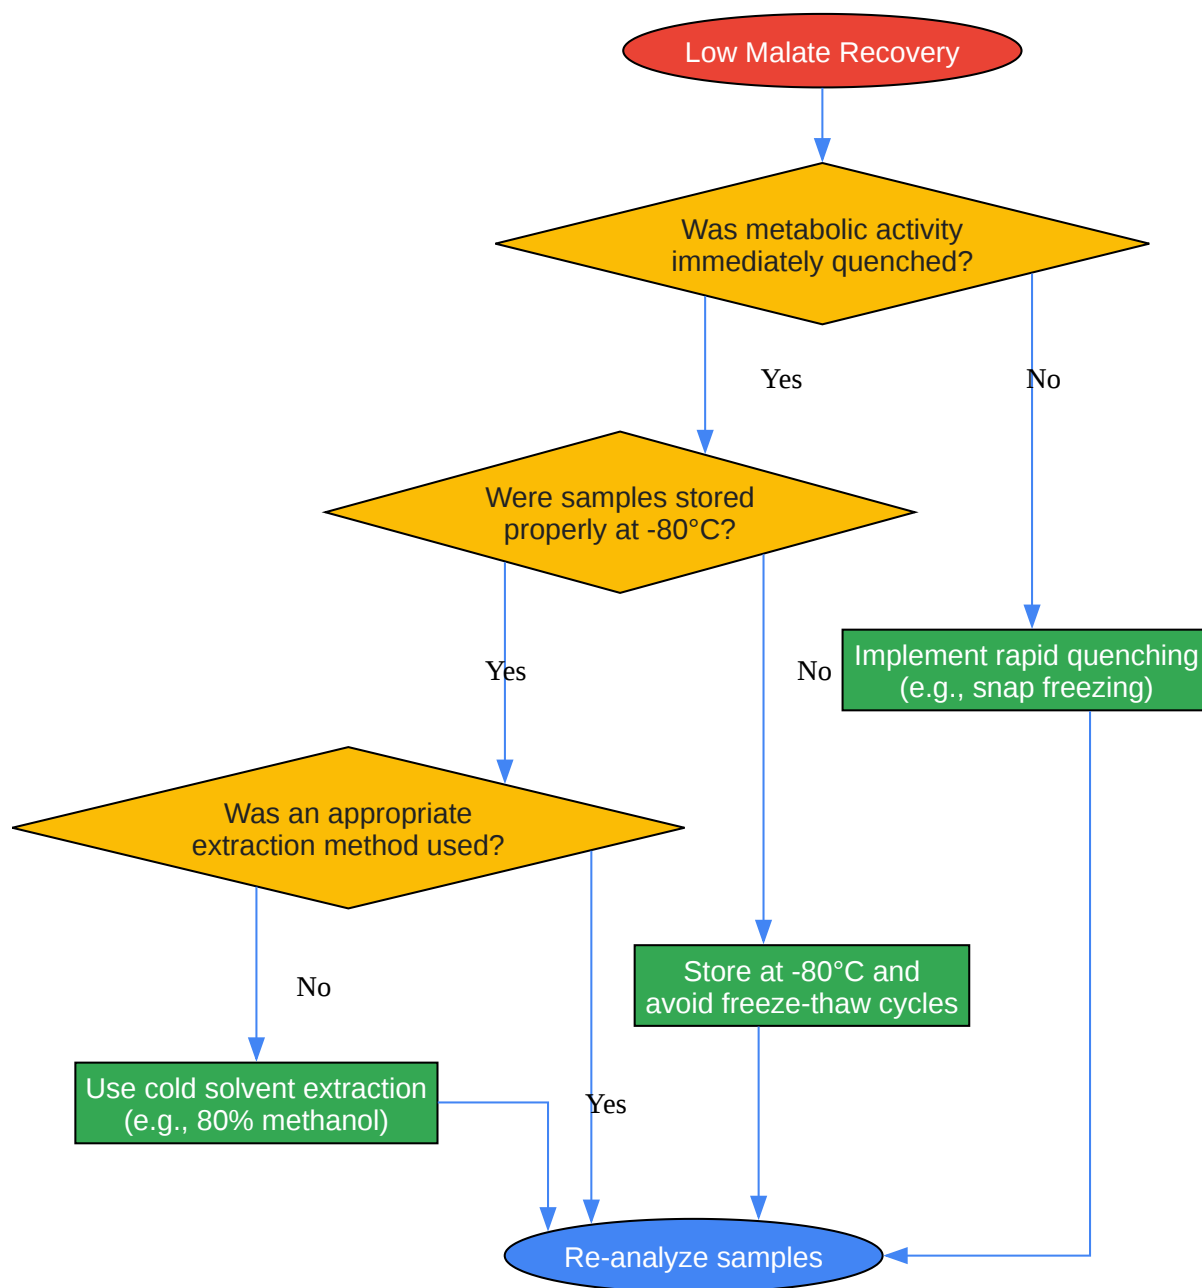 Low Malate Recovery
Was metabolic activity
immediately quenched?
Yes
No
Were samples stored
properly at -80°C?
Implement rapid quenching
(e.g., snap freezing)
Yes
No
Was an appropriate
extraction method used?
Store at -80°C and
avoid freeze-thaw cycles
No
Use cold solvent extraction
(e.g., 80% methanol)
Yes
Re-analyze samples